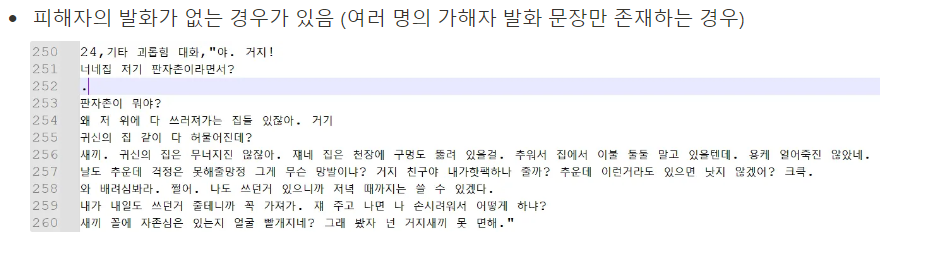 • 피해자의 발화가 없는 경우가 있음 (여러 명의 가해자 발화 문장만 존재하는 경우)
250 24,기타 괴롭힘 대화,"야. 거지!
251 너네집 저기 판자촌이라면서?
252 .
253 판자촌이 뭐야?
254 왜 저 위에 다 쓰러져가는 집들 있잖아. 거기
255 귀신의 집 같이 다 허물어진데?
256 새끼. 귀신의 집은 무너지진 않잖아. 쟤네 집은 천장에 구멍도 뚫려 있을걸. 추워서 집에서 이불 둘둘 말고 있을텐데. 용케 얼어죽진 않았네.
257 날도 추운데 걱정은 못해줄망정 그게 무슨 망발이냐? 거지 친구야 내가핫팩하나 줄까? 추운데 이런거라도 있으면 낫지 않겠어? 크큭.
258 와 배려심봐라. 쩔어. 나도 쓰던거 있으니까 저녁 때까지는 쓸 수 있겠다.
259 내가 내일도 쓰던거 줄테니까 꼭 가져가. 재 주고 나면 나 손시려워서 어떻게 하냐?
260 새끼 꼴에 자존심은 있는지 얼굴 빨개지네? 그래 봤자 넌 거지새끼 못 면해."